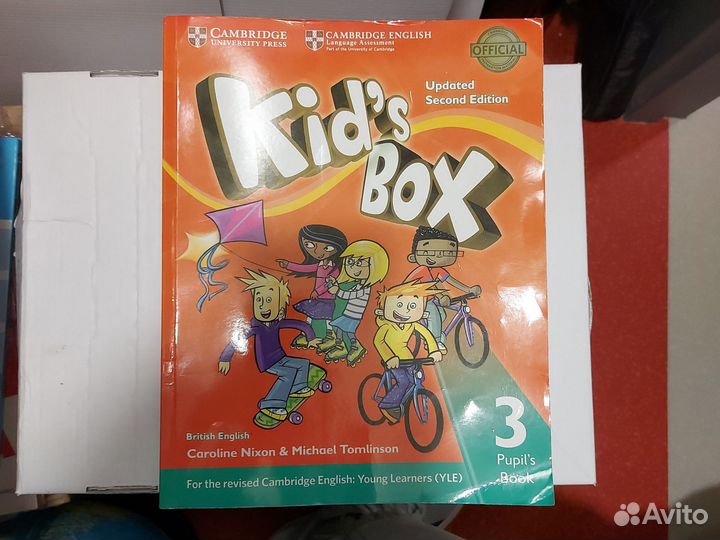 CAMBRIDGE
UNIVERSITY PRESS
CAMBRIDGE ENGLISH
Language Assessment
Part of the University of Cambridge
OFFICIAL
Updated
Second Edition
Kid's
BOX
British English
Caroline Nixon & Michael Tomlinson
3
Pupil's
Book
For the revised Cambridge English: Young Learners (YLE)
Avito